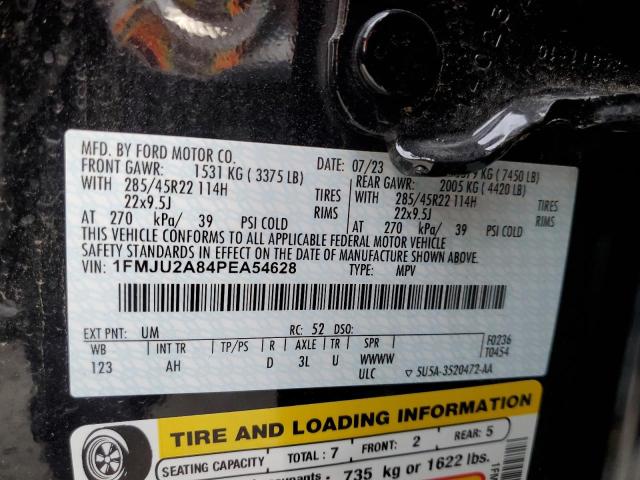 MFD. BY FORD MOTOR CO.
DATE: 07/23
FRONT GAWR: 1531 KG ( 3375 LB)
KG ( 7450 LB)
WITH 285/45R22 114H TIRES
22x9.5J RIMS
AT 270 kPa/ 39 PSI COLD
REAR GAWR: 2005 KG ( 4420 LB)
WITH 285/45R22 114H TIRES
22x9.5J RIMS
AT 270 kPa/ 39 PSI COLD
THIS VEHICLE CONFORMS TO ALL APPLICABLE FEDERAL MOTOR VEHICLE
SAFETY STANDARDS IN EFFECT ON THE DATE OF MANUFACTURE SHOWN ABOVE.
VIN: 1FMJU2A84PEA54628 TYPE: MPV
EXT PNT: UM RC: 52 DSO:
WB INT TR TP/PS R AXLE TR SPR
123 AH D 3L U WWWW
ULC
F0236
T0454
5U5A-3520472-AA
TIRE AND LOADING INFORMATION
SEATING CAPACITY TOTAL : 7 FRONT: 2 REAR: 5
735 kg or 1622 lbs.
1FM